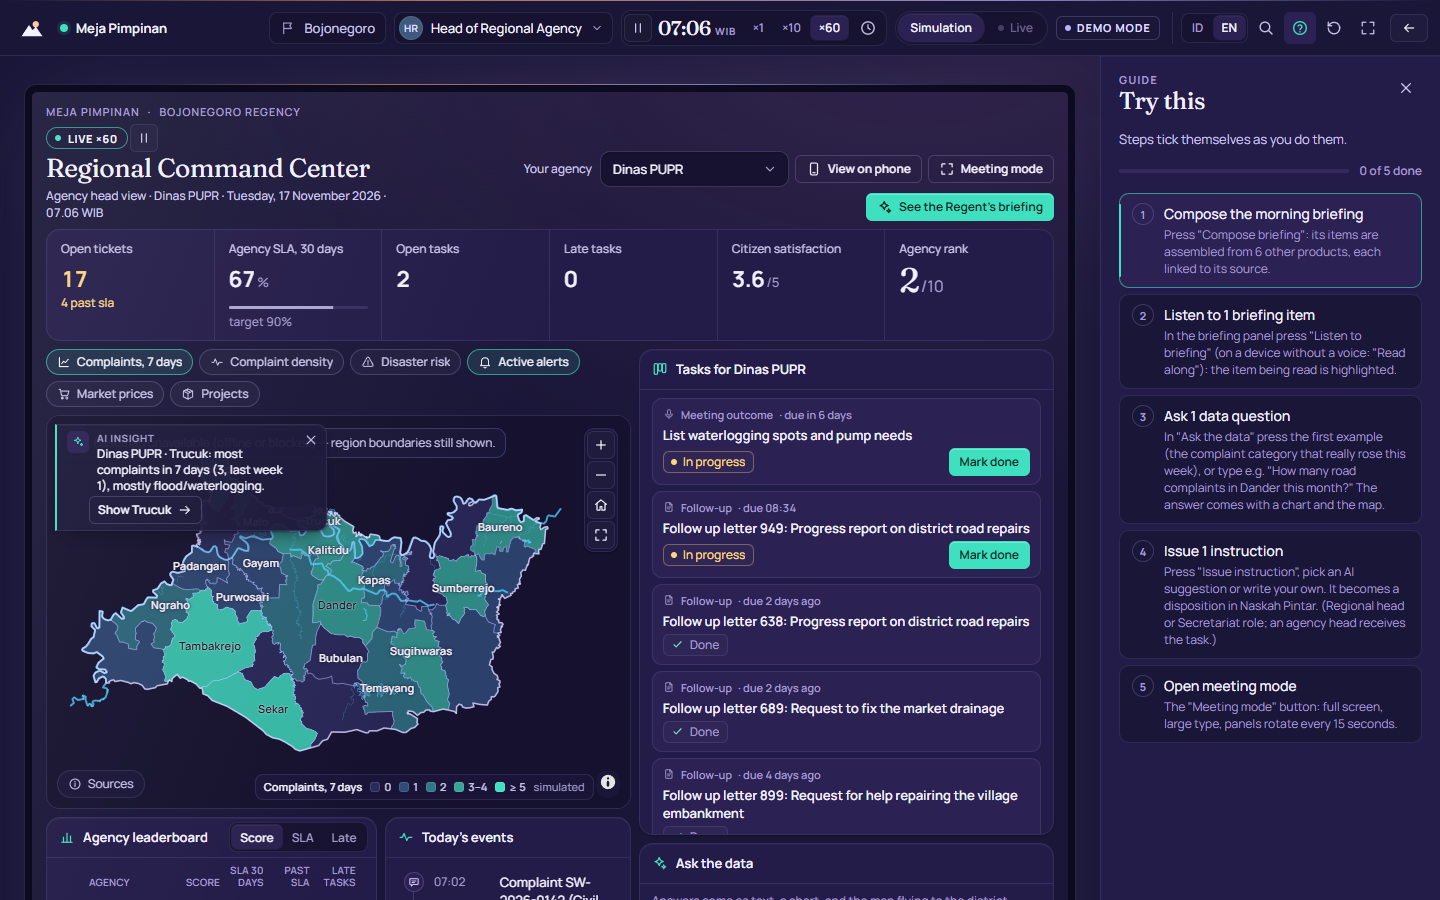 Meja Pimpinan
Bojonegoro
HR Head of Regional Agency
07:06 WIB
×1 ×10 ×60
Simulation
Live
DEMO MODE
ID EN
MEJA PIMPINAN · BOJONEGORO REGENCY
LIVE ×60
Regional Command Center
Agency head view · Dinas PUPR · Tuesday, 17 November 2026 ·
07.06 WIB
Your agency
Dinas PUPR
View on phone
Meeting mode
See the Regent's briefing
Open tickets
17
4 past sla
Agency SLA, 30 days
67 %
target 90%
Open tasks
2
Late tasks
0
Citizen satisfaction
3.6 /5
Agency rank
2 /10
Complaints, 7 days
Complaint density
Disaster risk
Active alerts
Market prices
Projects
region boundaries still shown.
AI INSIGHT
Dinas PUPR · Trucuk: most
complaints in 7 days (3, last week
1), mostly flood/waterlogging.
Show Trucuk
Baureno
Kalitidu
Padangan
Gayam
Kapas
Sumberrejo
Ngraho
Purwosari
Dander
Tambakrejo
Bubulan
Sugihwaras
Temayang
Sekar
Sources
Complaints, 7 days 0 1 2 3–4 ≥ 5 simulated
Agency leaderboard
Score SLA Late
AGENCY SCORE SLA 30 DAYS PAST SLA LATE TASKS
Today's events
07:02
Complaint SW-
Tasks for Dinas PUPR
Meeting outcome · due in 6 days
List waterlogging spots and pump needs
In progress
Mark done
Follow-up · due 08:34
Follow up letter 949: Progress report on district road repairs
In progress
Mark done
Follow-up · due 2 days ago
Follow up letter 638: Progress report on district road repairs
Done
Follow-up · due 2 days ago
Follow up letter 689: Request to fix the market drainage
Done
Follow-up · due 4 days ago
Follow up letter 899: Request for help repairing the village
embankment
Ask the data
GUIDE
Try this
Steps tick themselves as you do them.
0 of 5 done
1 Compose the morning briefing
Press "Compose briefing": its items are
assembled from 6 other products, each
linked to its source.
2 Listen to 1 briefing item
In the briefing panel press "Listen to
briefing" (on a device without a voice: "Read
along"): the item being read is highlighted.
3 Ask 1 data question
In "Ask the data" press the first example
(the complaint category that really rose this
week), or type e.g. "How many road
complaints in Dander this month?" The
answer comes with a chart and the map.
4 Issue 1 instruction
Press "Issue instruction", pick an AI
suggestion or write your own. It becomes a
disposition in Naskah Pintar. (Regional head
or Secretariat role; an agency head receives
the task.)
5 Open meeting mode
The "Meeting mode" button: full screen,
large type, panels rotate every 15 seconds.